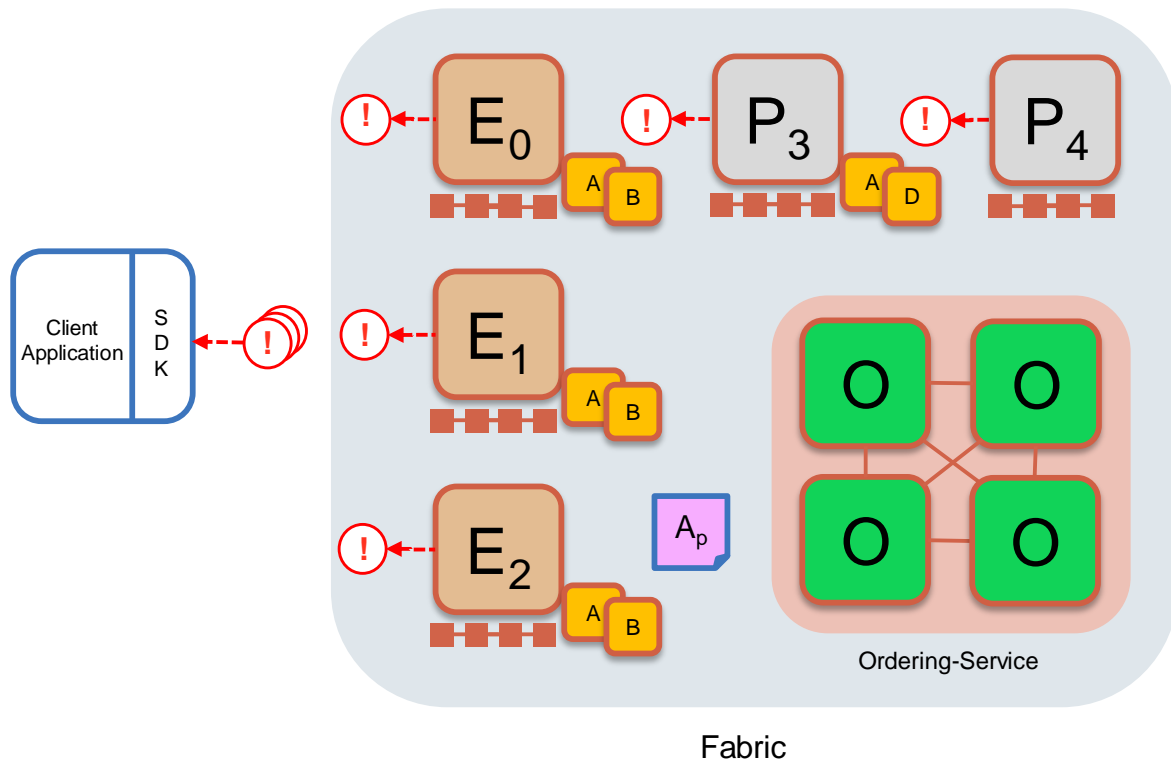 ! E₀ ! P₃ ! P₄
A B A D
Client
Application
S
D
K
!
! E₁
A B
O O
! E₂
Aₚ
O O
A B
Ordering-Service
Fabric